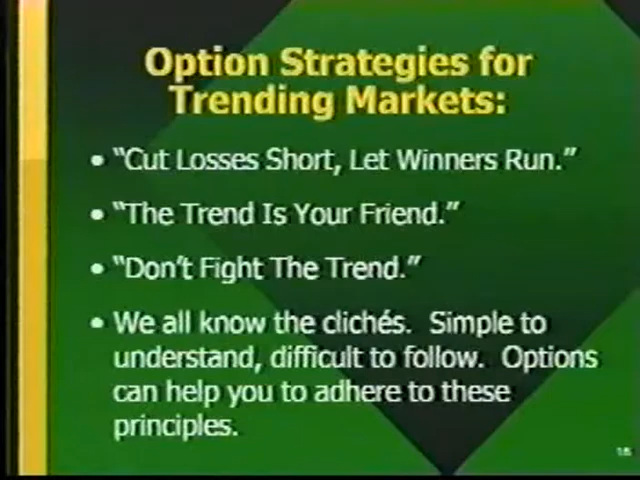 Option Strategies for
Trending Markets:
• “Cut Losses Short, Let Winners Run.”
• “The Trend Is Your Friend.”
• “Don’t Fight The Trend.”
• We all know the clichés.  Simple to
understand, difficult to follow.  Options
can help you to adhere to these
principles.